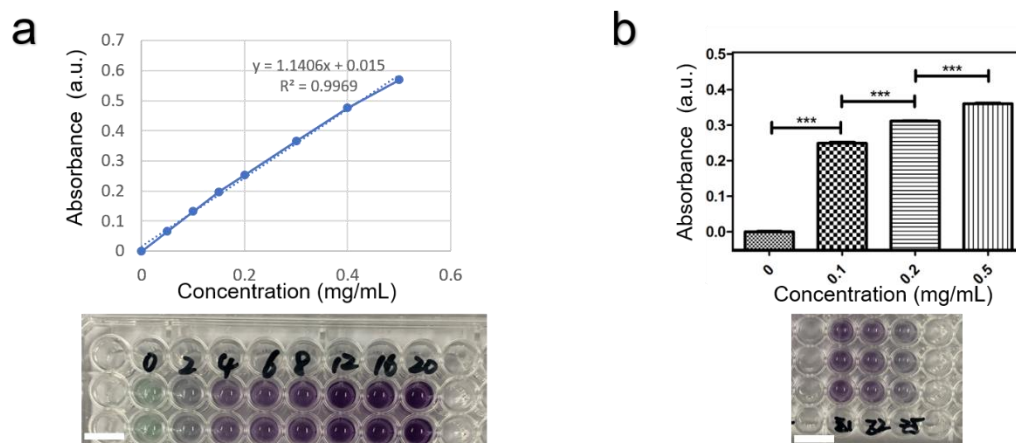 a
0.7
0.6
0.5
0.4
0.3
0.2
0.1
0
Absorbance (a.u.)
y = 1.1406x + 0.015
R² = 0.9969
0 0.2 0.4 0.6
Concentration (mg/mL)
0 2 4 6 8 12 16 20
b
0.5
0.4
0.3
0.2
0.1
0.0
Absorbance (a.u.)
***
***
***
0 0.1 0.2 0.5
Concentration (mg/mL)